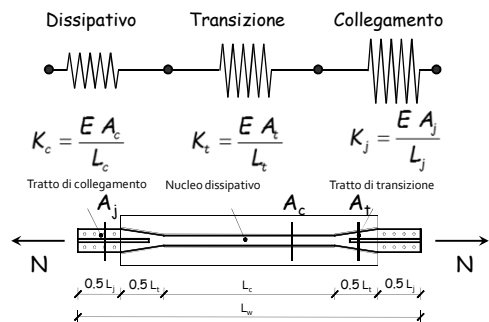 Dissipativo Transizione Collegamento
K_c = E A_c / L_c K_t = E A_t / L_t K_j = E A_j / L_j
Tratto di collegamento Nucleo dissipativo Tratto di transizione
A_j A_c A_t
N N
0,5 L_j 0,5 L_t L_c 0,5 L_t 0,5 L_j
L_w